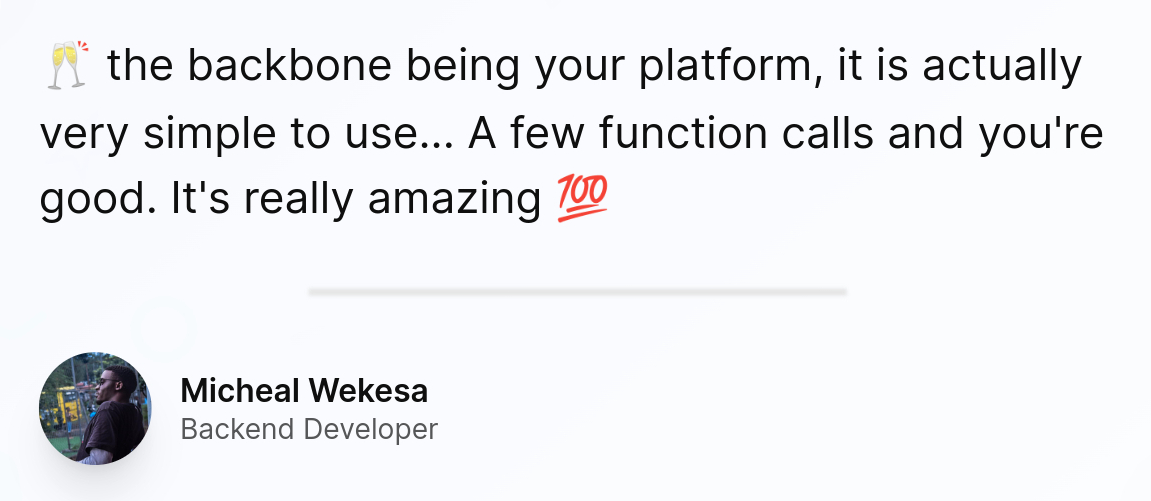 🥂 the backbone being your platform, it is actually
very simple to use... A few function calls and you're
good. It's really amazing 💯
Micheal Wekesa
Backend Developer